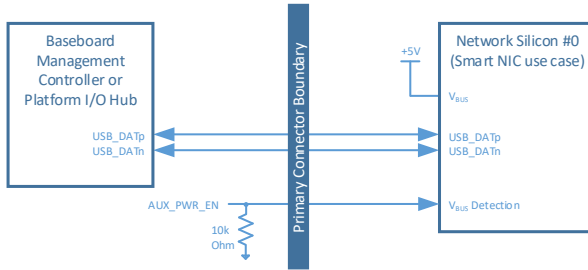 Baseboard
Management
Controller or
Platform I/O Hub
USB_DATp
USB_DATn
AUX_PWR_EN
10k
Ohm
Primary Connector Boundary
+5V
Network Silicon #0
(Smart NIC use case)
VBUS
USB_DATp
USB_DATn
VBUS Detection